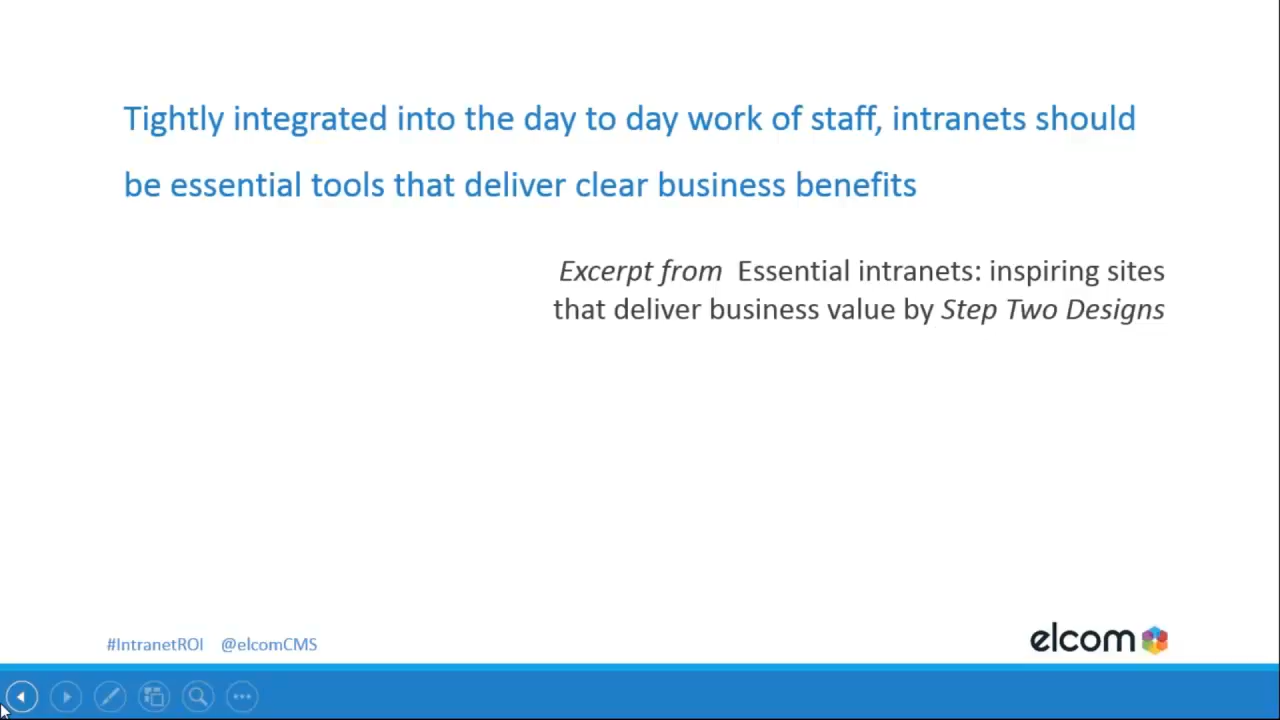 Tightly integrated into the day to day work of staff, intranets should
be essential tools that deliver clear business benefits
Excerpt from Essential intranets: inspiring sites
that deliver business value by Step Two Designs
#IntranetROI @elcomCMS
elcom